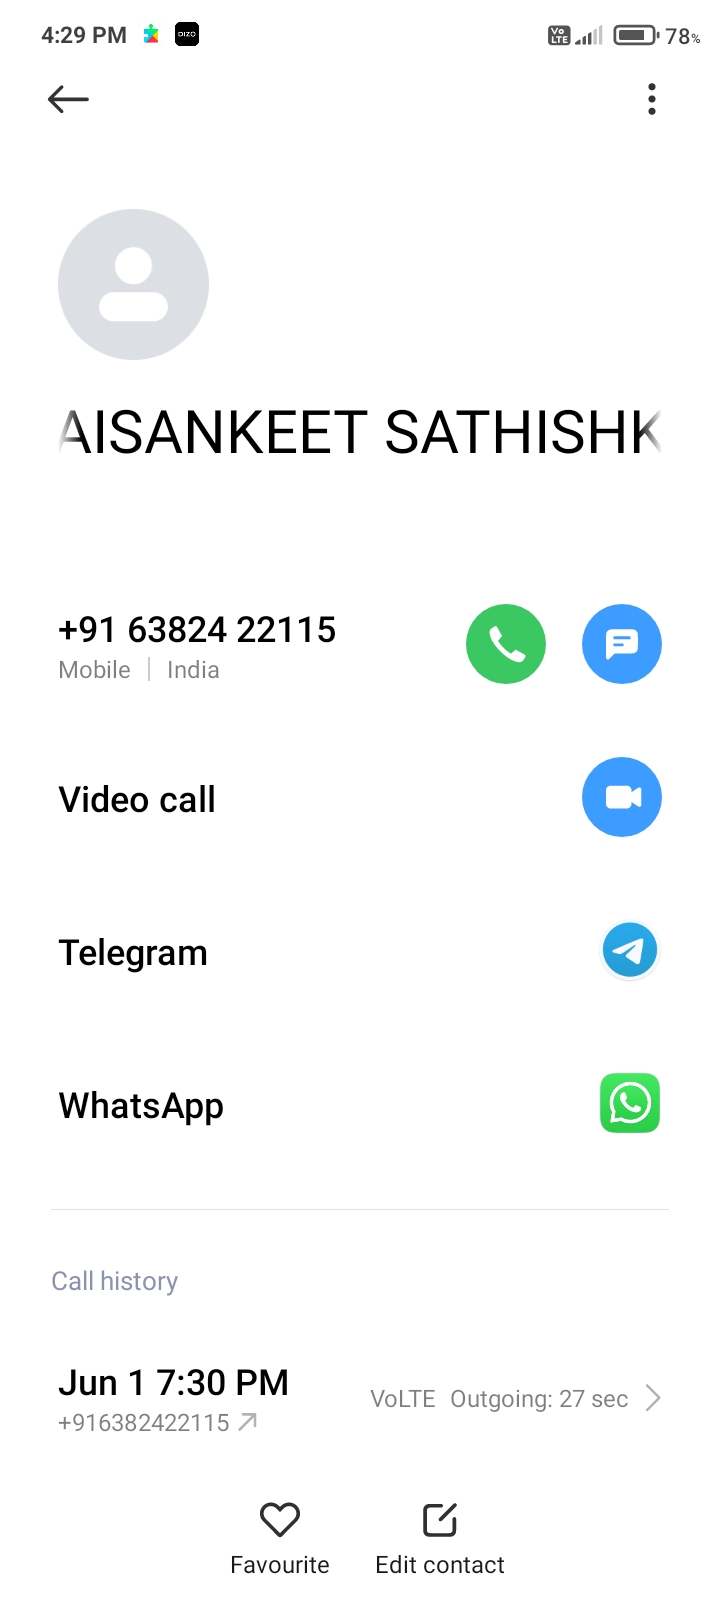 4:29 PM DIZO Vo LTE 78%
AISANKEET SATHISHK
+91 63824 22115
Mobile | India
Video call
Telegram
WhatsApp
Call history
Jun 1 7:30 PM
VoLTE Outgoing: 27 sec
+916382422115
Favourite Edit contact